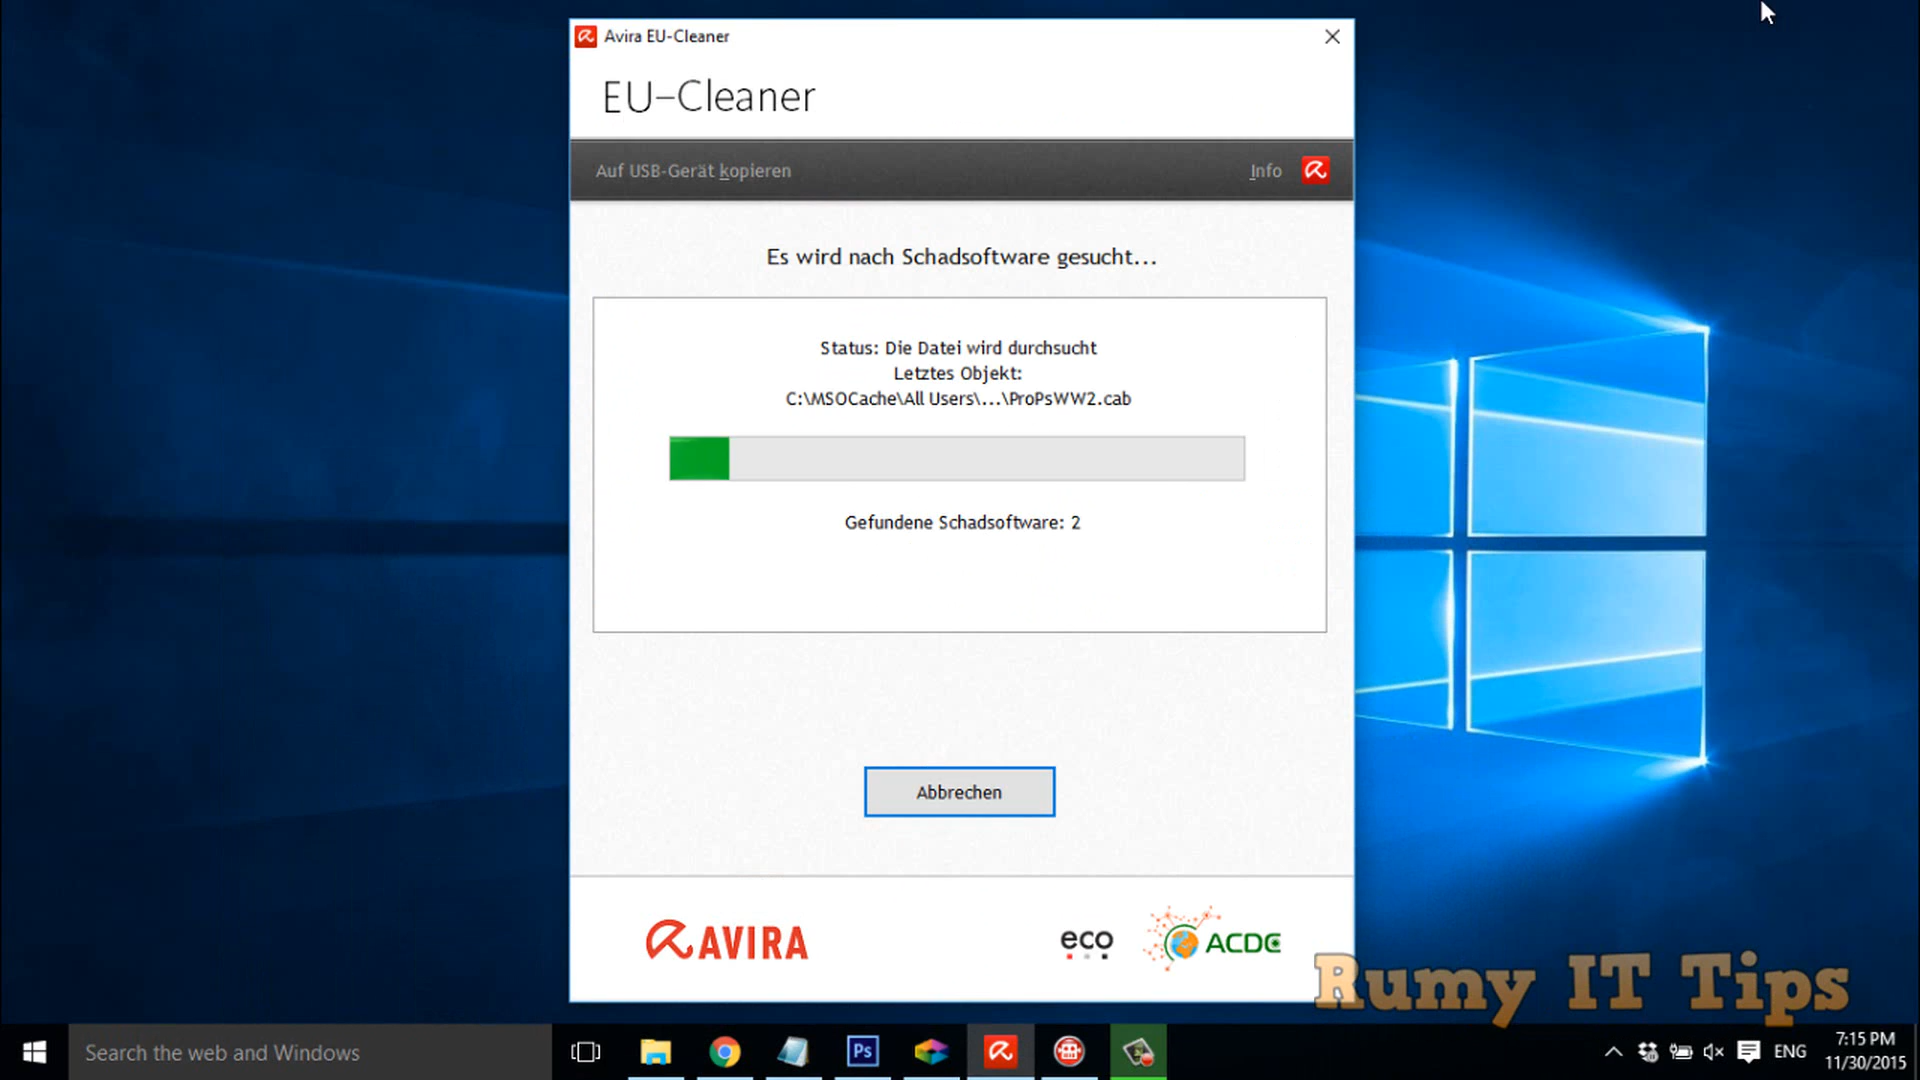 Avira EU-Cleaner
EU-Cleaner
Auf USB-Gerät kopieren
Info
Es wird nach Schadsoftware gesucht...
Status: Die Datei wird durchsucht
Letztes Objekt:
C:\MSOCache\All Users\...\ProPsWW2.cab
Gefundene Schadsoftware: 2
Abbrechen
AVIRA
eco
ACDC
Rumy IT Tips
Search the web and Windows
Ps
ENG
7:15 PM
11/30/2015